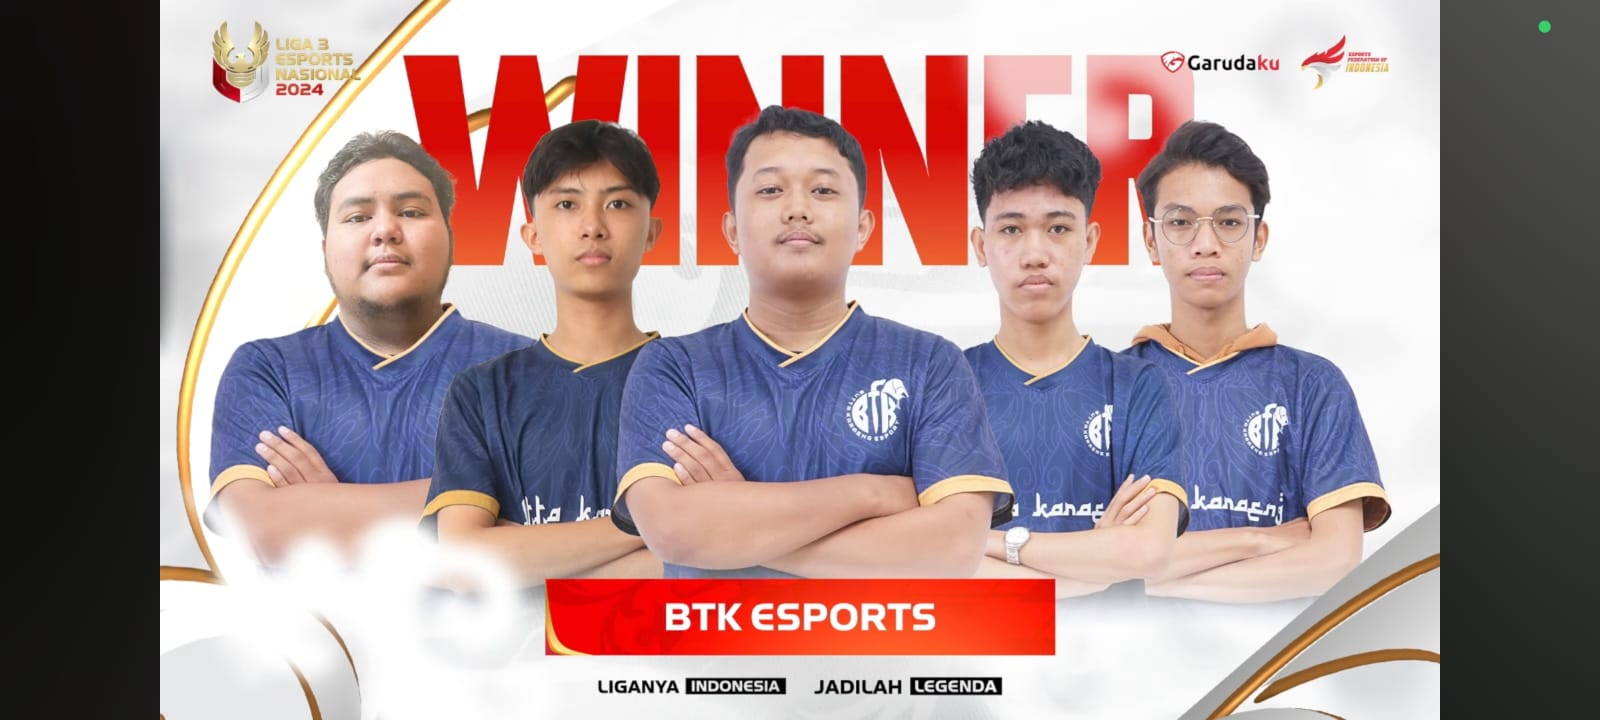 LIGA 3
ESPORTS
NASIONAL
2024
WINNER
Garudaku
ESPORTS
FEDERATION OF
INDONESIA
BTK ESPORTS
LIGANYA INDONESIA JADILAH LEGENDA